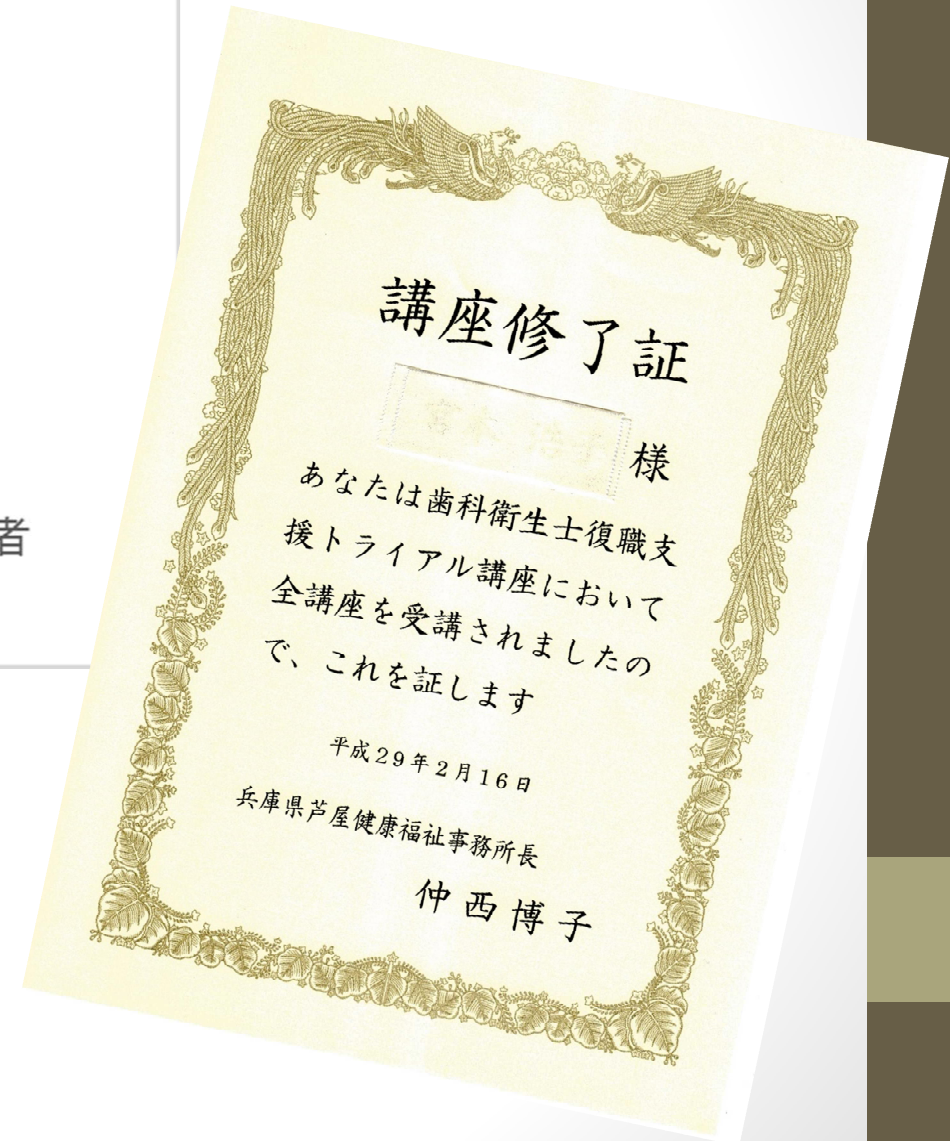 講座修了証
様
あなたは歯科衛生士復職支
援トライアル講座において
全講座を受講されましたの
で、これを証します
平成29年2月16日
兵庫県芦屋健康福祉事務所長
仲西博子
者